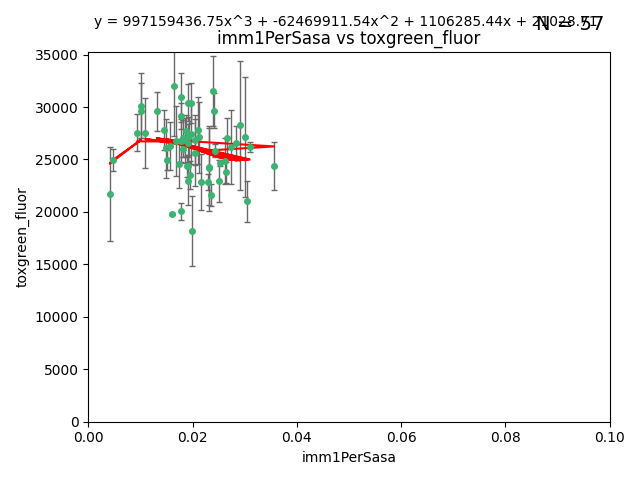 y = 997159436.75x^3 + -62469911.54x^2 + 1106285.44x +
N = 57
imm1PerSasa vs toxgreen_fluor
35000
30000
25000
20000
15000
10000
5000
0
toxgreen_fluor
0.00 0.02 0.04 0.06 0.08 0.10
imm1PerSasa